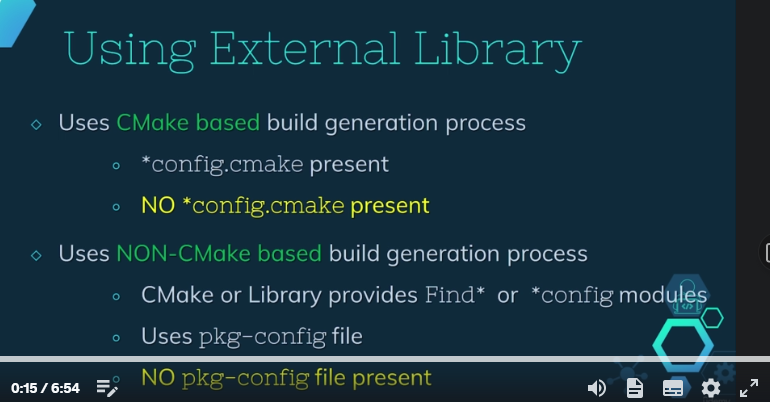 Using External Library
Uses CMake based build generation process
*config.cmake present
NO *config.cmake present
Uses NON-CMake based build generation process
CMake or Library provides Find* or *config modules
Uses pkg-config file
NO pkg-config file present
0:15 / 6:54